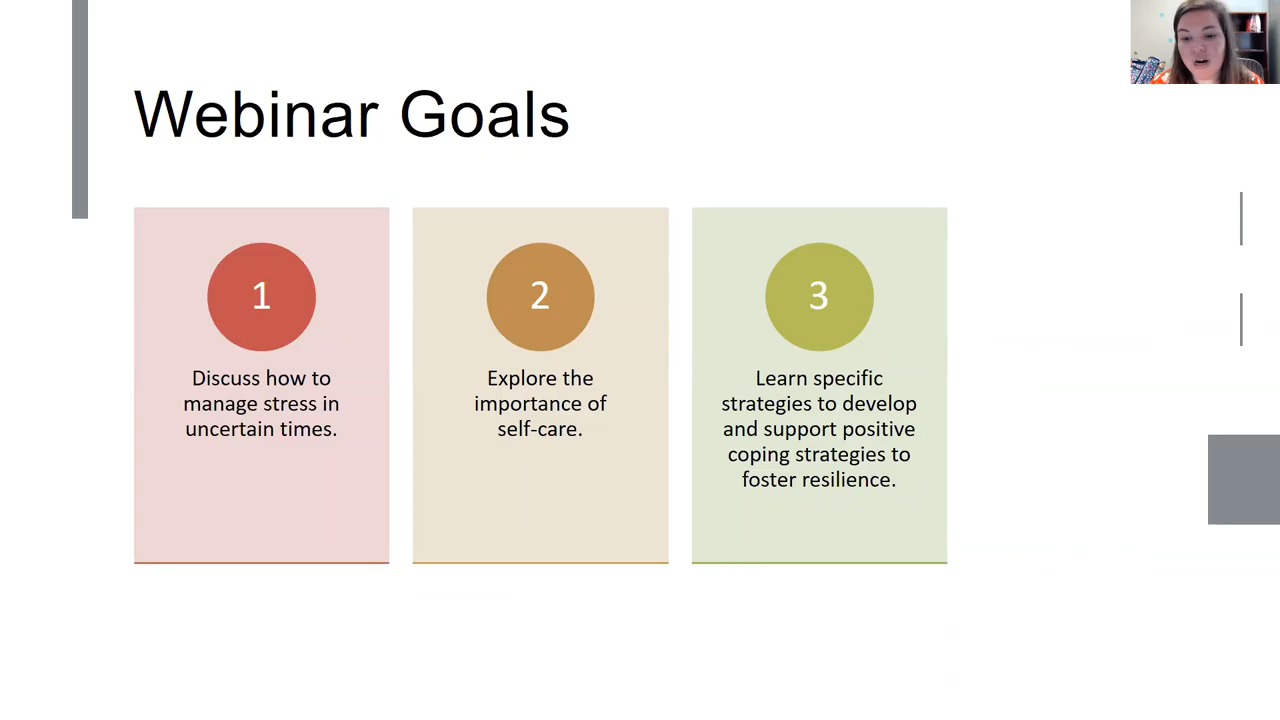 Webinar Goals
1
Discuss how to
manage stress in
uncertain times.
2
Explore the
importance of
self-care.
3
Learn specific
strategies to develop
and support positive
coping strategies to
foster resilience.